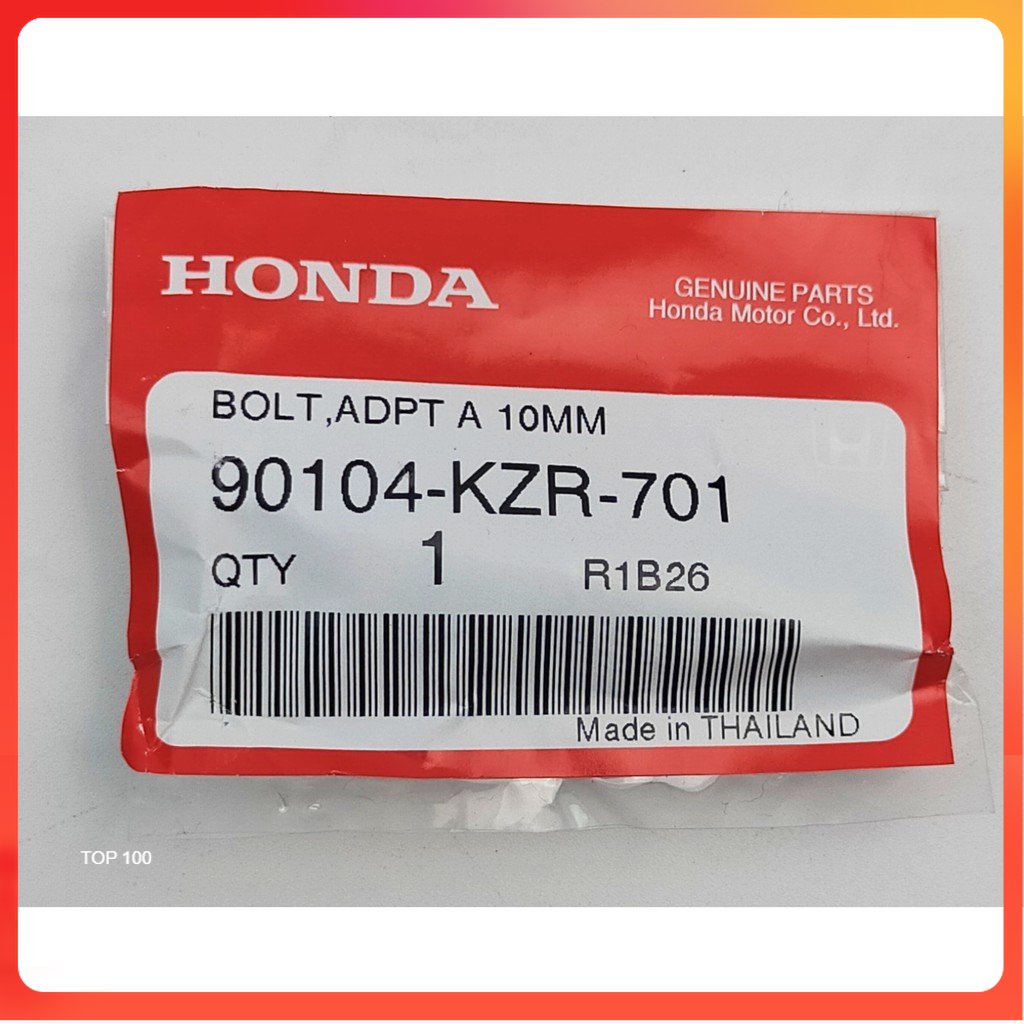 HONDA
GENUINE PARTS
Honda Motor Co., Ltd.
BOLT,ADPT A 10MM
90104-KZR-701
QTY 1 R1B26
Made in THAILAND
TOP 100